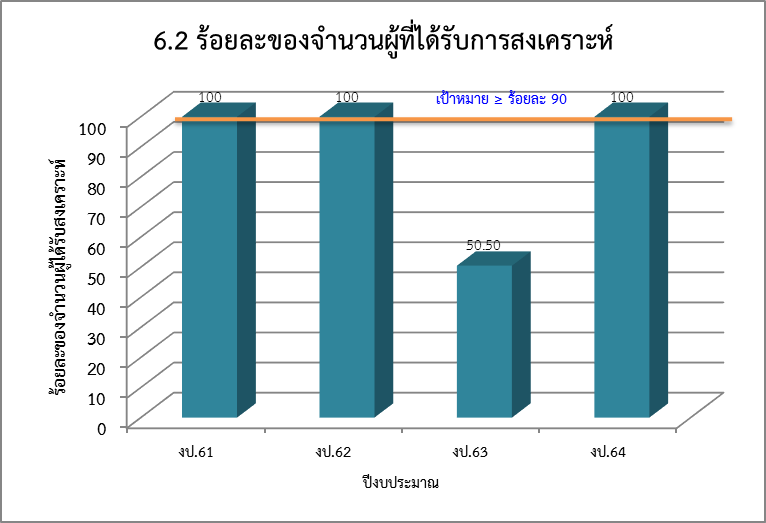 6.2 ร้อยละของจำนวนผู้ที่ได้รับการสงเคราะห์
100
100
เป้าหมาย ≥ ร้อยละ 90
100
50.50
ร้อยละของจำนวนผู้ได้รับสงเคราะห์
100
90
80
70
60
50
40
30
20
10
0
งป.61
งป.62
งป.63
งป.64
ปีงบประมาณ